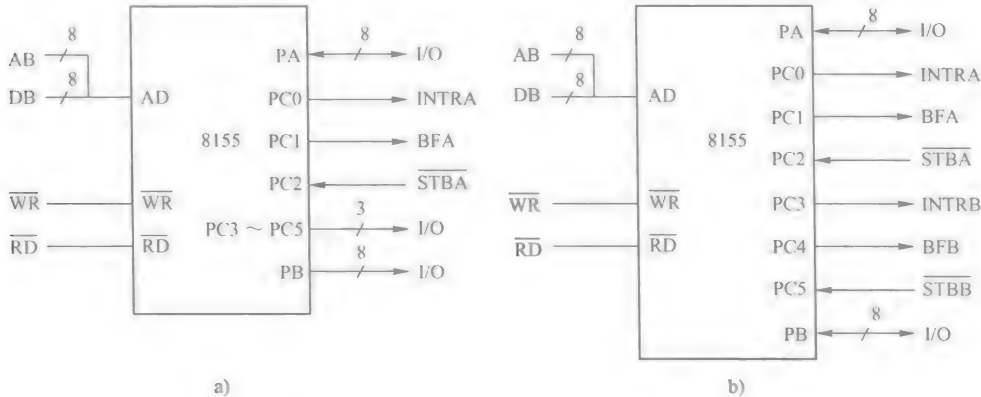 AB
8
DB
8
AD
8155
WR
WR
RD
RD
PA
8
I/O
PC0
INTRA
PC1
BFA
PC2
STBA
PC3 ~ PC5
3
I/O
PB
8
I/O
a)
AB
8
DB
8
AD
8155
WR
WR
RD
RD
PA
8
I/O
PC0
INTRA
PC1
BFA
PC2
STBA
PC3
INTRB
PC4
BFB
PC5
STBB
PB
8
I/O
b)